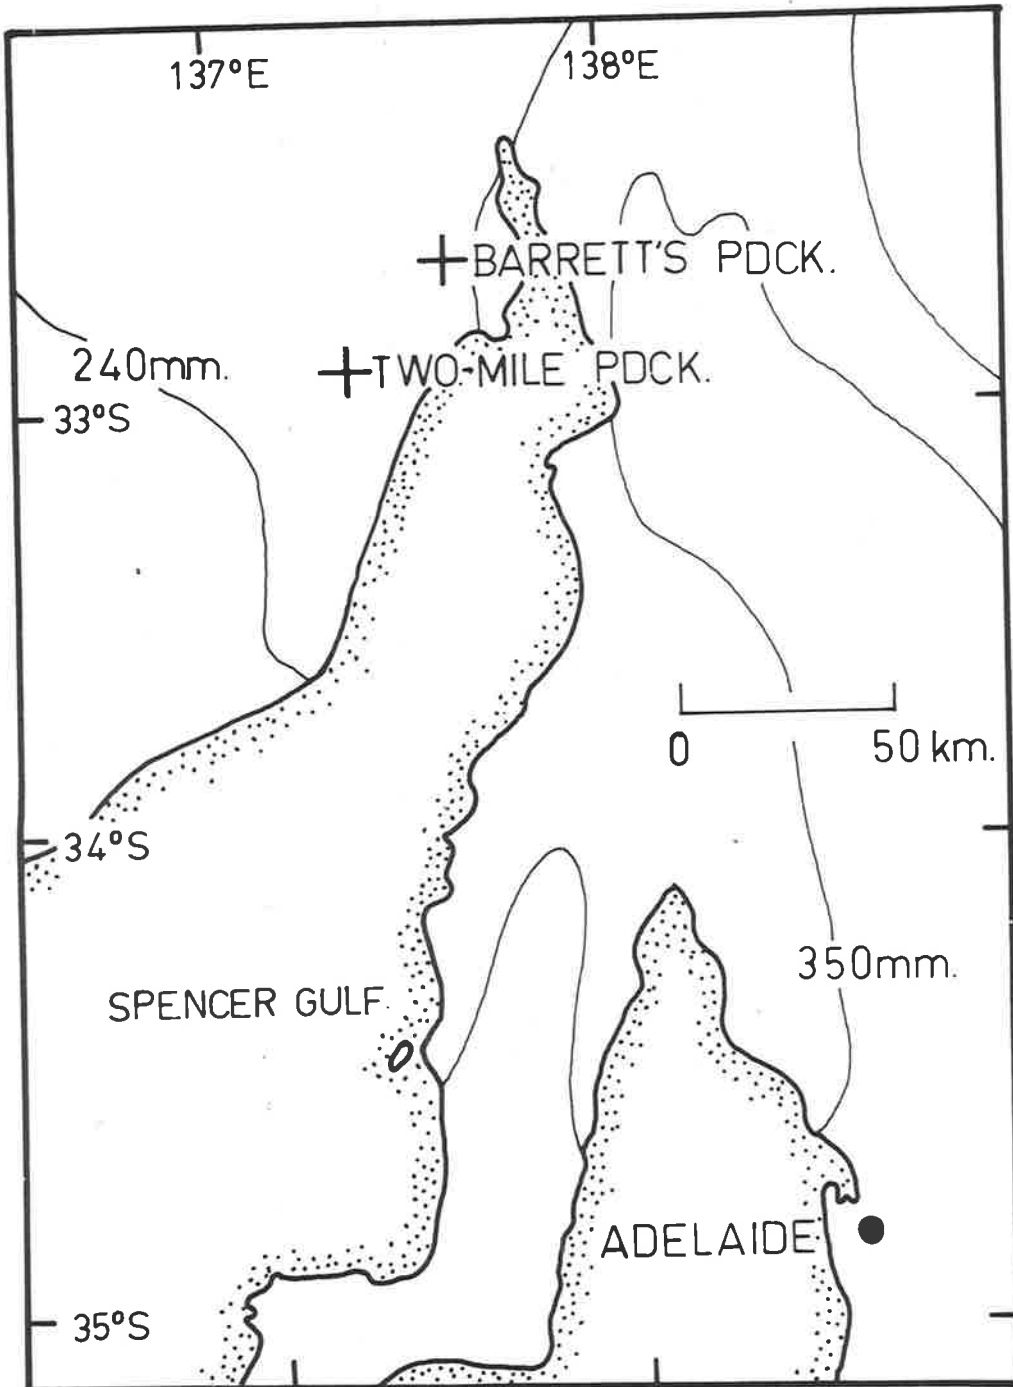 137°E
138°E
BARRETT'S PDCK.
240mm.
TWO-MILE PDCK.
33°S
0
50 km.
34°S
350mm.
SPENCER GULF.
ADELAIDE
35°S